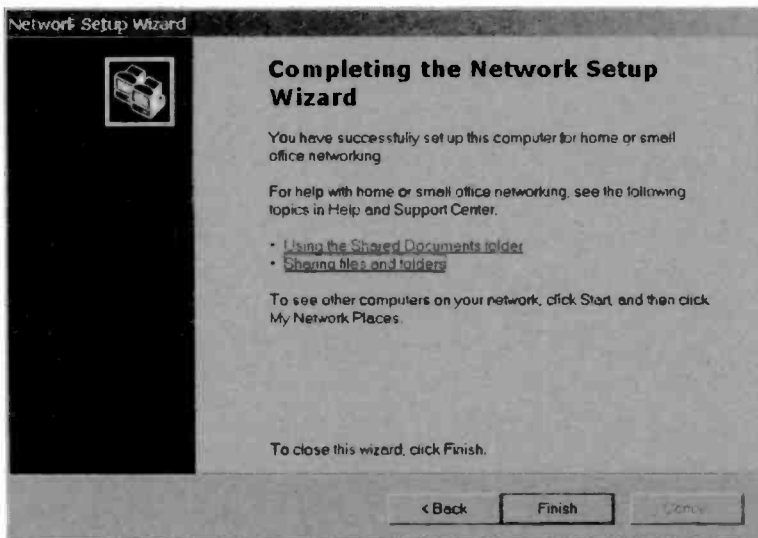 Network Setup Wizard
Completing the Network Setup
Wizard
You have successfully set up this computer for home or small
office networking.
For help with home or small office networking, see the following
topics in Help and Support Center.
• Using the Shared Documents folder
• Sharing files and folders
To see other computers on your network, click Start, and then click
My Network Places.
To close this wizard, click Finish.
< Back
Finish
Cancel